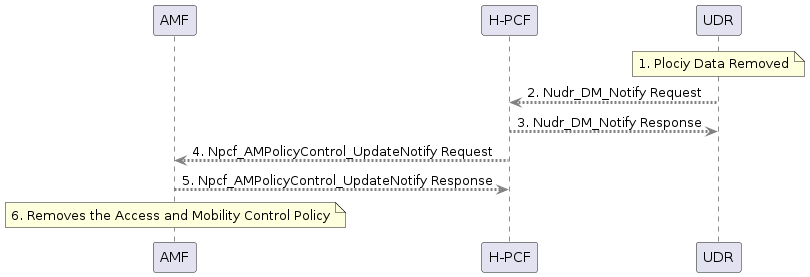 AMF H-PCF UDR
1. Plociy Data Removed
2. Nudr_DM_Notify Request
3. Nudr_DM_Notify Response
4. Npcf_AMPolicyControl_UpdateNotify Request
5. Npcf_AMPolicyControl_UpdateNotify Response
6. Removes the Access and Mobility Control Policy
AMF H-PCF UDR